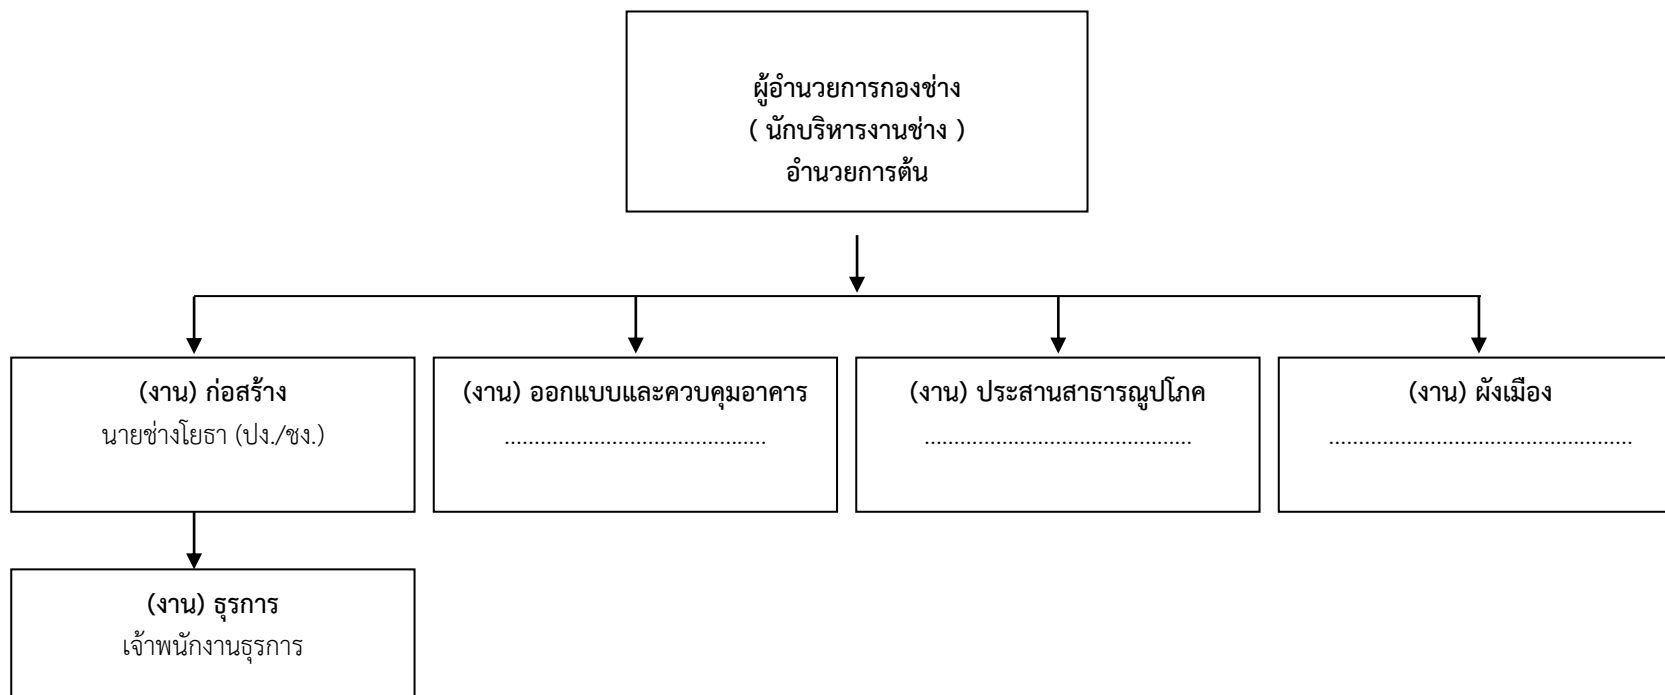 ผู้อำนวยการกองช่าง
( นักบริหารงานช่าง )
อำนวยการต้น
(งาน) ก่อสร้าง
นายช่างโยธา (ปง./ชง.)
(งาน) ออกแบบและควบคุมอาคาร
............................................
(งาน) ประสานสาธารณูปโภค
.............................................
(งาน) ผังเมือง
...................................................
(งาน) ธุรการ
เจ้าพนักงานธุรการ